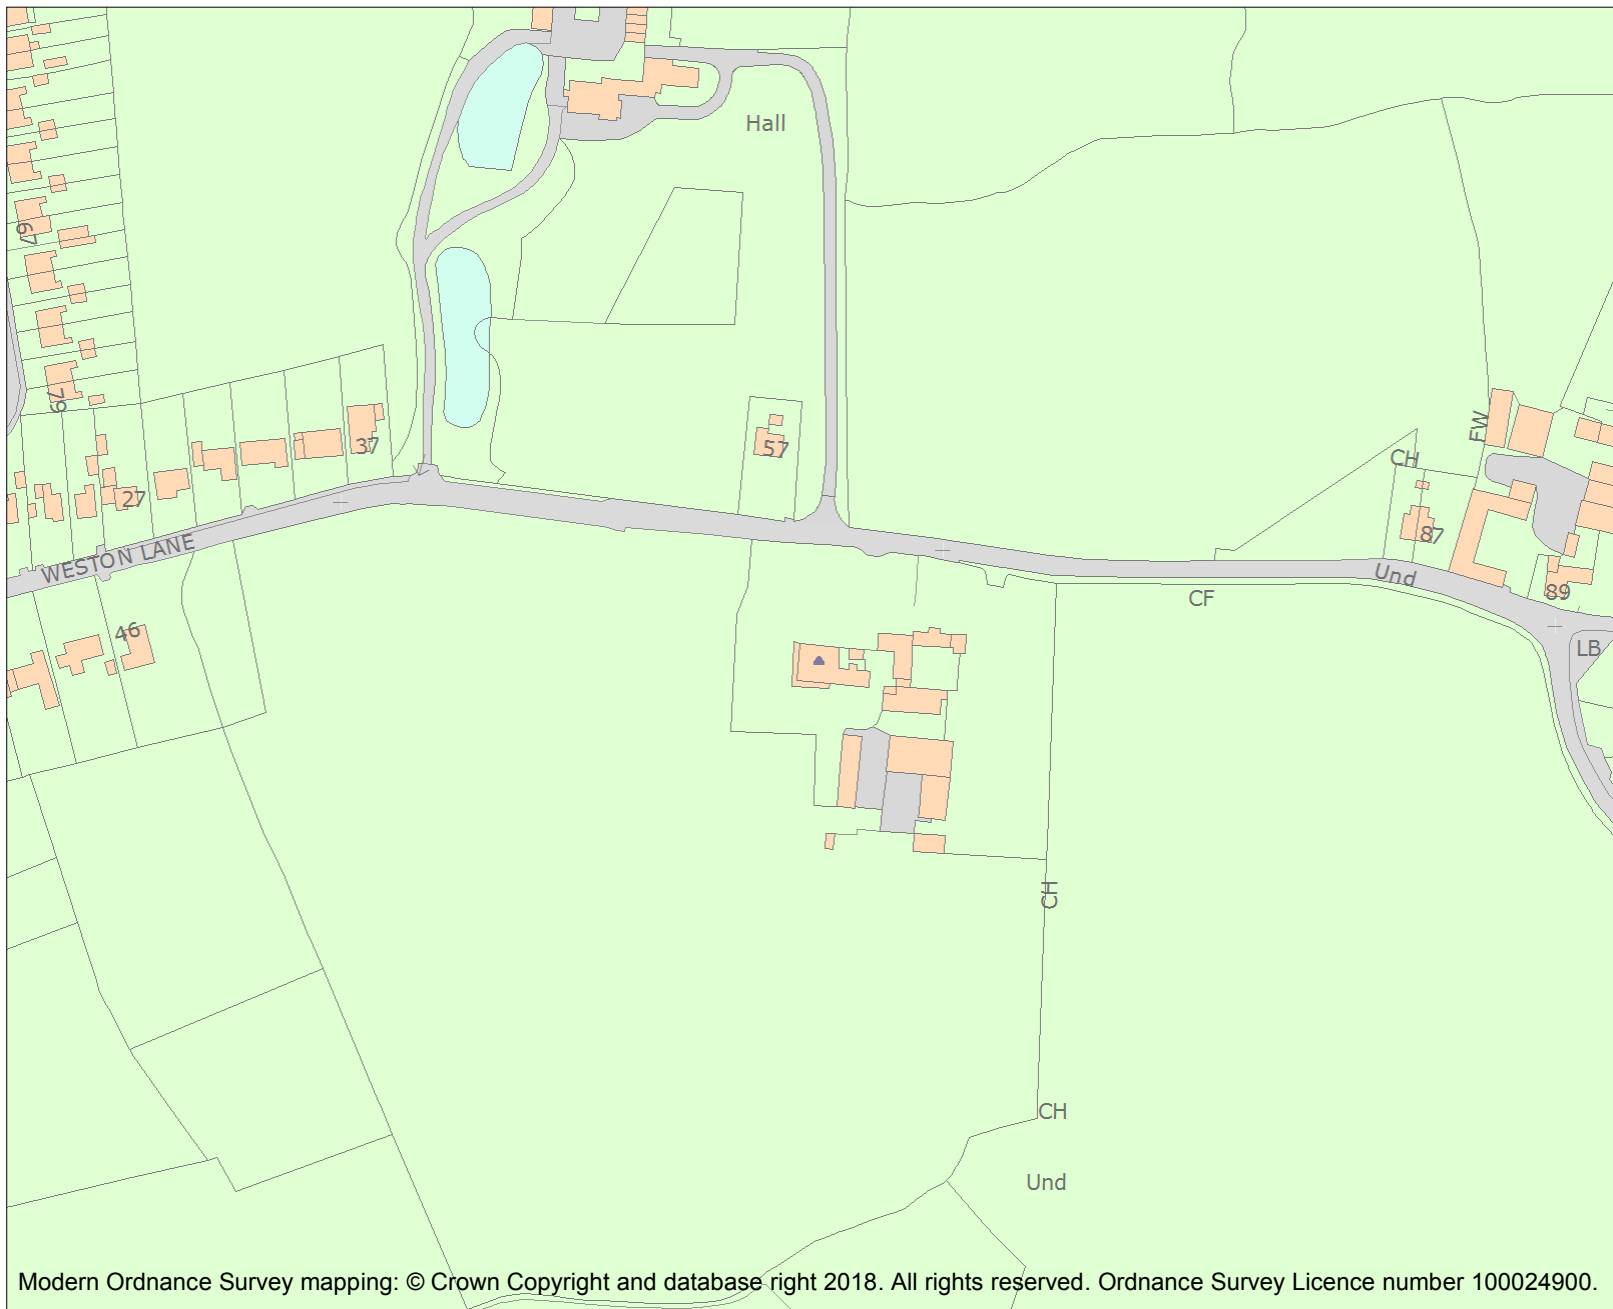 Hall
67
79
37
57
27
FW
CH
87
WESTON LANE
Und
89
CF
46
LB
CH
CH
Und
Modern Ordnance Survey mapping: © Crown Copyright and database right 2018. All rights reserved. Ordnance Survey Licence number 100024900.